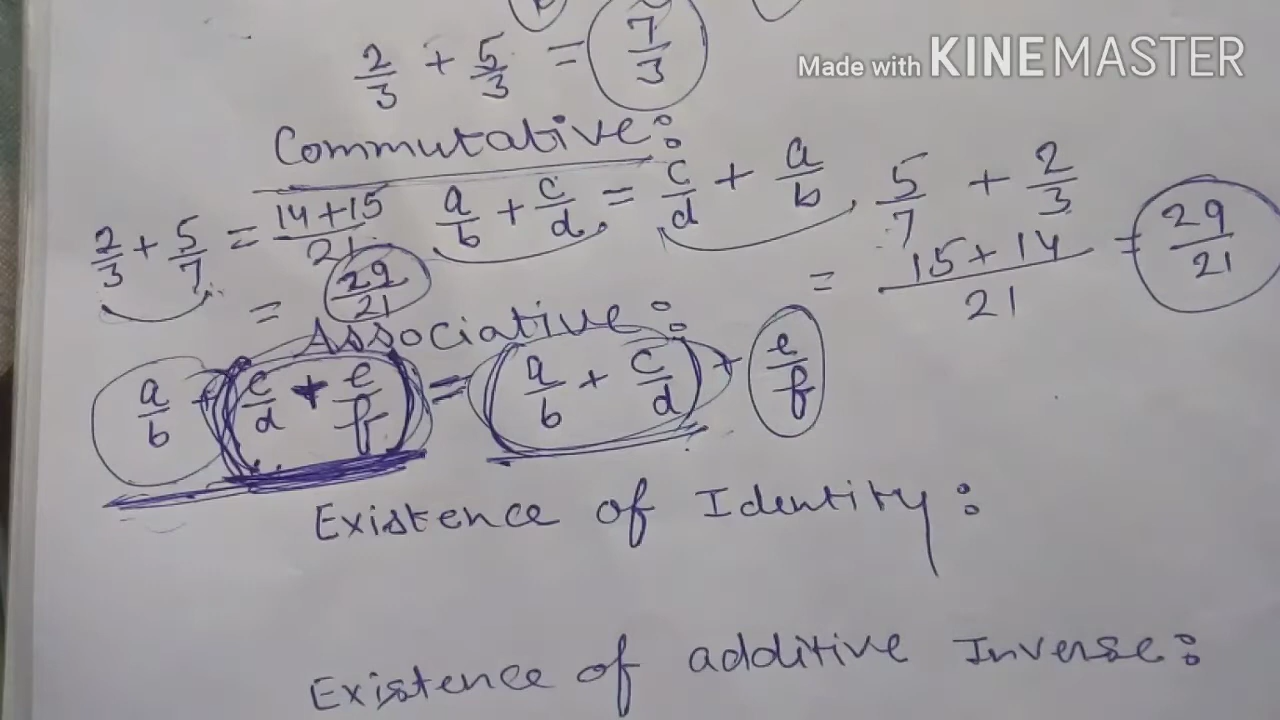 Made with KINEMASTER
2/3 + 5/3 = 7/3
Commutative:
2/3 + 5/7 = 14+15/21
= 29/21
a/b + c/d = c/d + a/b,
5/7 + 2/3
= 15+14/21 = 29/21
Associative:
a/b + (c/d + e/f) = (a/b + c/d) + e/f
Existence of Identity:
Existence of additive Inverse: